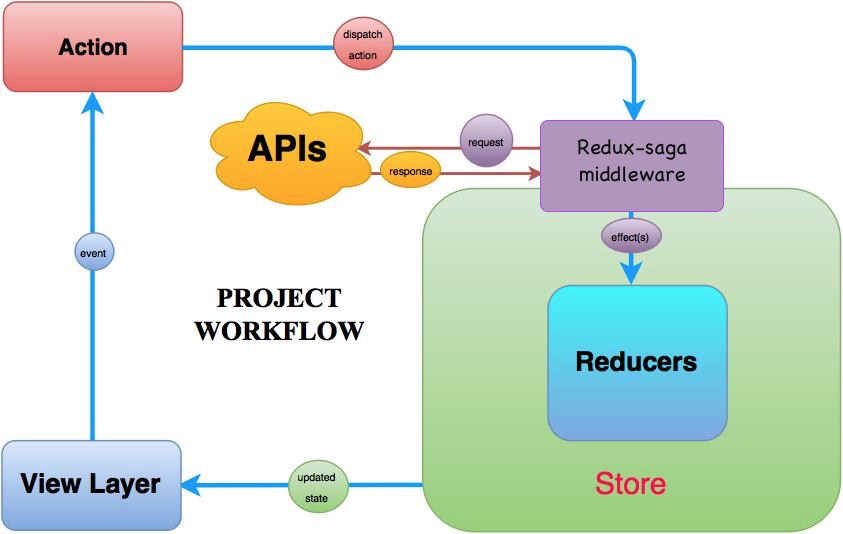 Action
dispatch
action
APIs
request
response
Redux-saga
middleware
effect(s)
event
PROJECT
WORKFLOW
Reducers
View Layer
updated
state
Store